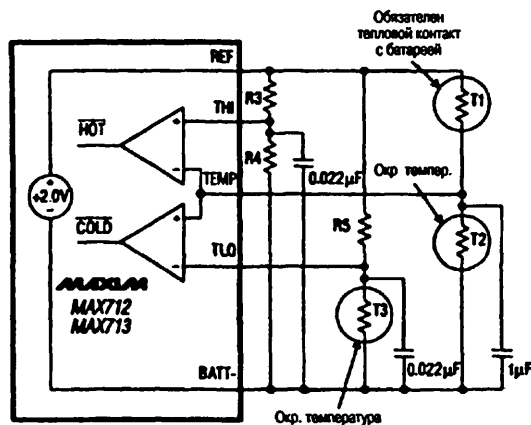 Обязателен
тепловой контакт
с батареей
REF
R3
T1
THI
HOT
R4
Окр темпер.
TEMP
0.022µF
+2.0V
COLD
R5
T2
TLO
MAXIM
MAX712
MAX713
T3
BATT-
0.022µF
1µF
Окр. температура